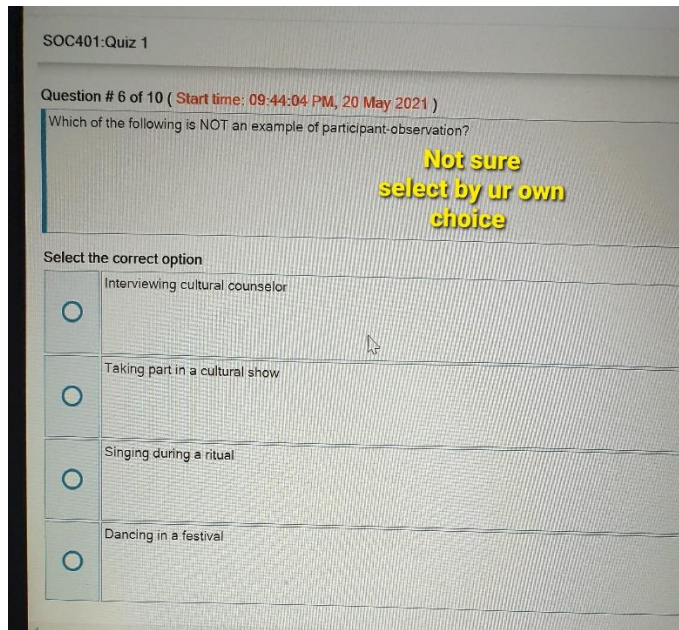 SOC401:Quiz 1
Question # 6 of 10 ( Start time: 09:44:04 PM, 20 May 2021 )
Which of the following is NOT an example of participant-observation?
Not sure
select by ur own
choice
Select the correct option
Interviewing cultural counselor
Taking part in a cultural show
Singing during a ritual
Dancing in a festival